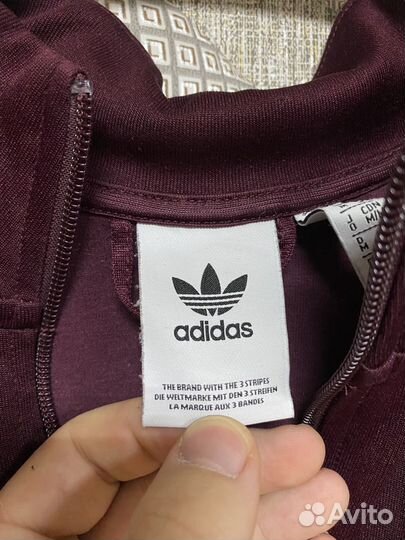 adidas
THE BRAND WITH THE 3 STRIPES
DIE WELTMARKE MIT DEN 3 STREIFEN
LA MARQUE AUX 3 BANDES
CDN
M/
Avito